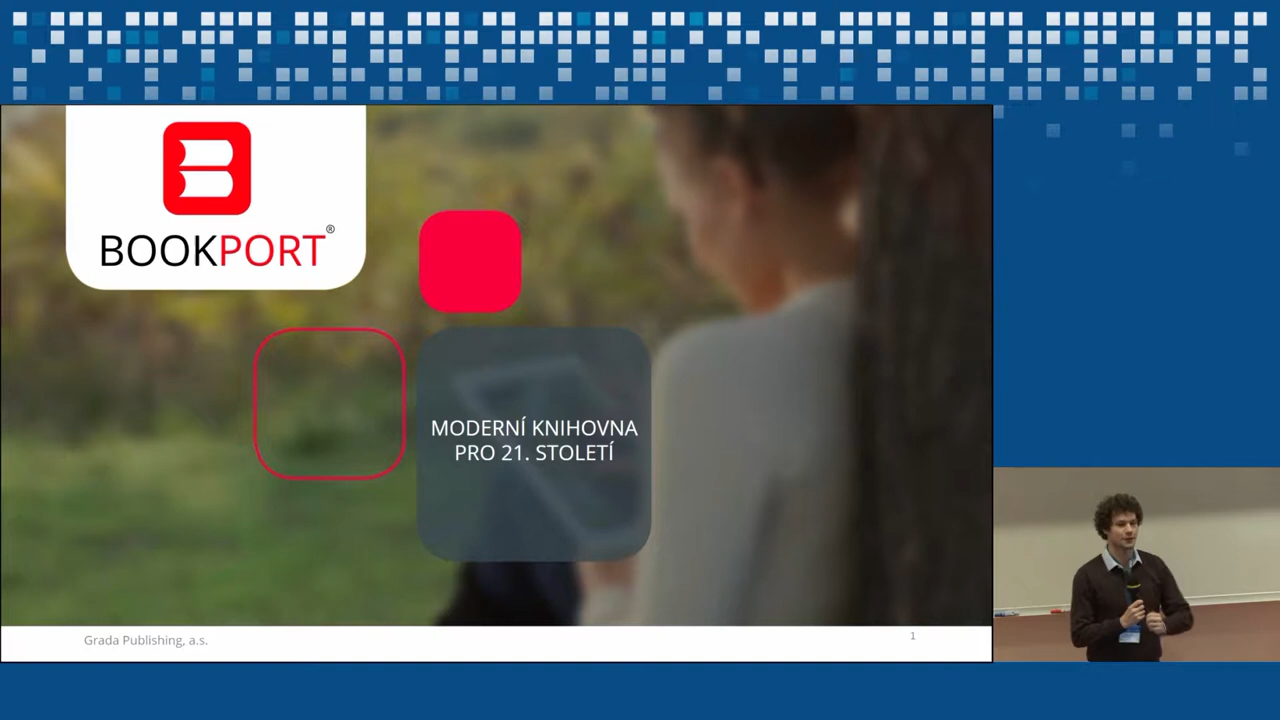 BOOKPORT®
MODERNÍ KNIHOVNA
PRO 21. STOLETÍ
Grada Publishing, a.s.
1